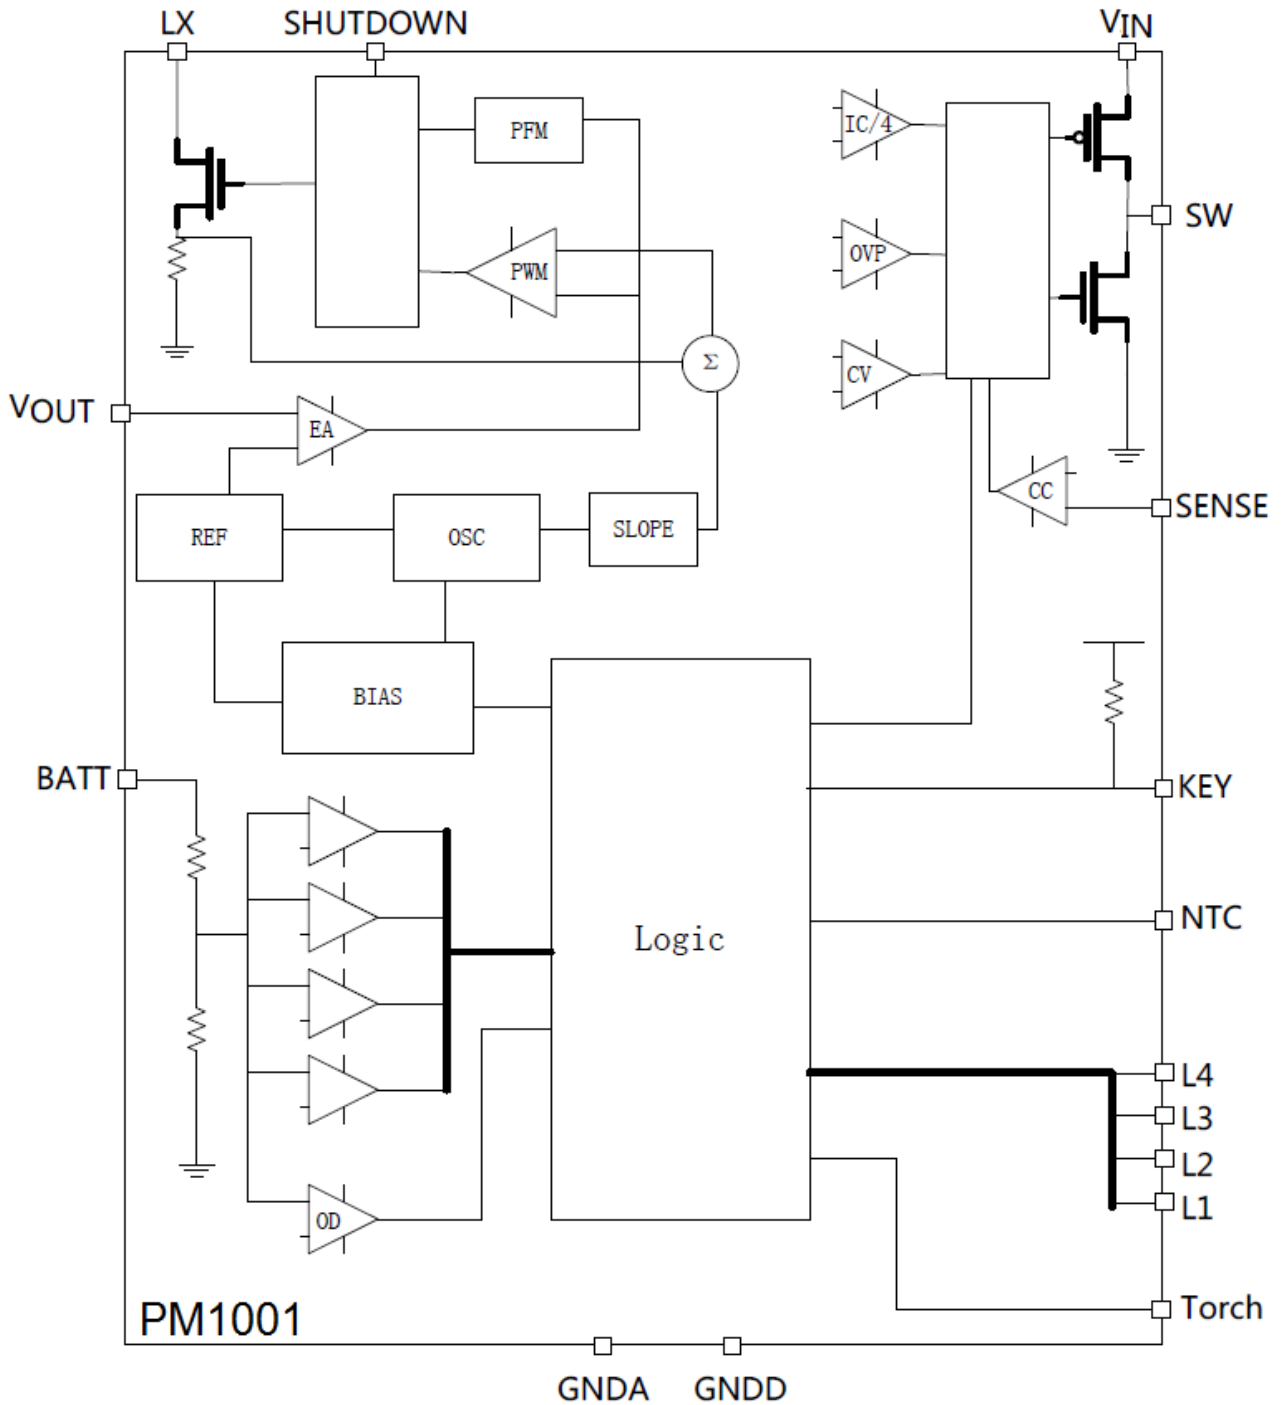 LX
SHUTDOWN
VIN
PFM
IC/4
SW
OVP
PWM
Σ
CV
VOUT
EA
CC
SENSE
REF
OSC
SLOPE
BIAS
BATT
KEY
NTC
Logic
L4
L3
L2
L1
OD
Torch
PM1001
GNDA
GNDD